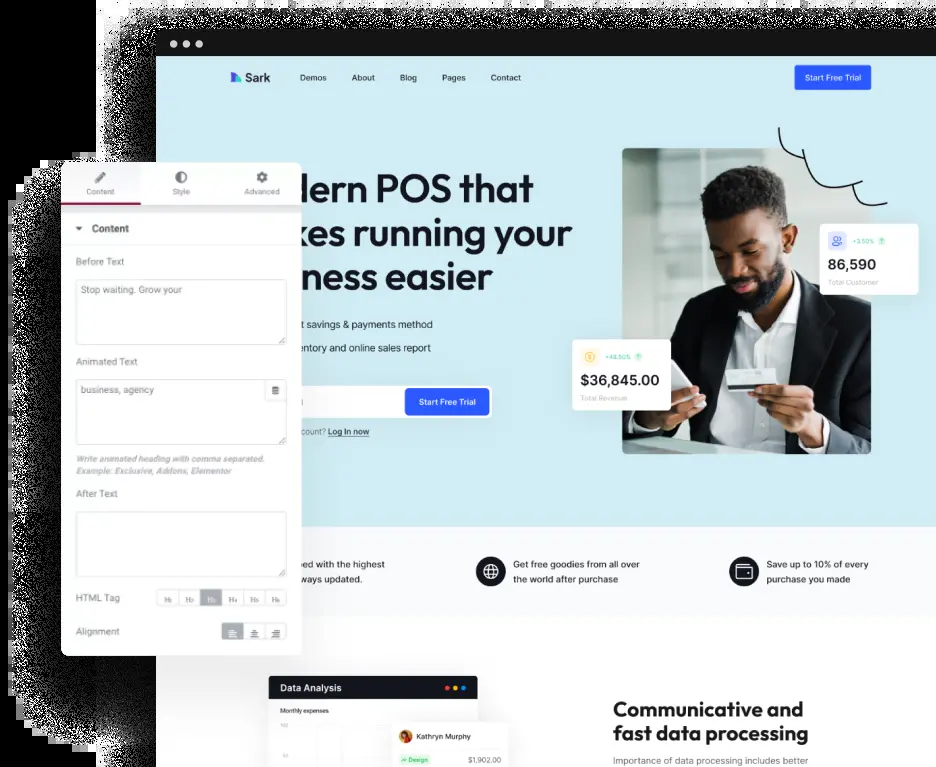 Sark
Demos
About
Blog
Pages
Contact
Start Free Trial
Content
Style
Advanced
Content
Before Text
Stop waiting. Grow your
Animated Text
business, agency
Write animated heading with comma separated.
Example: Exclusive, Addons, Elementor
After Text
HTML Tag
H1 H2 H3 H4 H5 H6
Alignment
dern POS that
kes running your
ness easier
t savings & payments method
entory and online sales report
Start Free Trial
count? Log In now
+3.50%
86,590
Total Customer
+48.50%
$36,845.00
Total Revenue
ped with the highest
ways updated.
Get free goodies from all over
the world after purchase
Save up to 10% of every
purchase you made
Data Analysis
Monthly expenses
Kathryn Murphy
Design
$1,902.00
Communicative and
fast data processing
Importance of data processing includes better